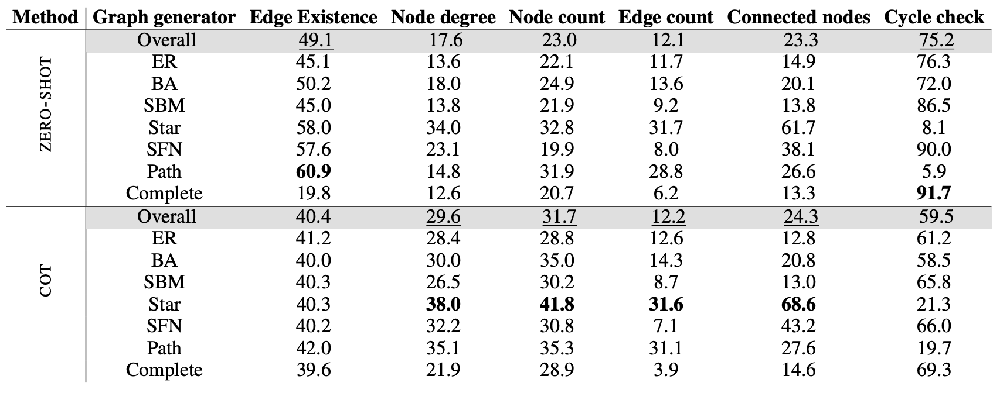 Method Graph generator Edge Existence Node degree Node count Edge count Connected nodes Cycle check
ZERO-SHOT
Overall 49.1 17.6 23.0 12.1 23.3 75.2
ER 45.1 13.6 22.1 11.7 14.9 76.3
BA 50.2 18.0 24.9 13.6 20.1 72.0
SBM 45.0 13.8 21.9 9.2 13.8 86.5
Star 58.0 34.0 32.8 31.7 61.7 8.1
SFN 57.6 23.1 19.9 8.0 38.1 90.0
Path 60.9 14.8 31.9 28.8 26.6 5.9
Complete 19.8 12.6 20.7 6.2 13.3 91.7
COT
Overall 40.4 29.6 31.7 12.2 24.3 59.5
ER 41.2 28.4 28.8 12.6 12.8 61.2
BA 40.0 30.0 35.0 14.3 20.8 58.5
SBM 40.3 26.5 30.2 8.7 13.0 65.8
Star 40.3 38.0 41.8 31.6 68.6 21.3
SFN 40.2 32.2 30.8 7.1 43.2 66.0
Path 42.0 35.1 35.3 31.1 27.6 19.7
Complete 39.6 21.9 28.9 3.9 14.6 69.3